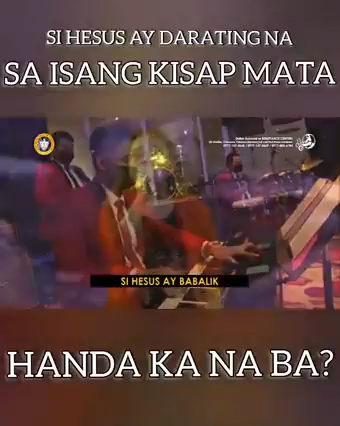 SI HESUS AY DARATING NA
SA ISANG KISAP MATA
SI HESUS AY BABALIK
HANDA KA NA BA?